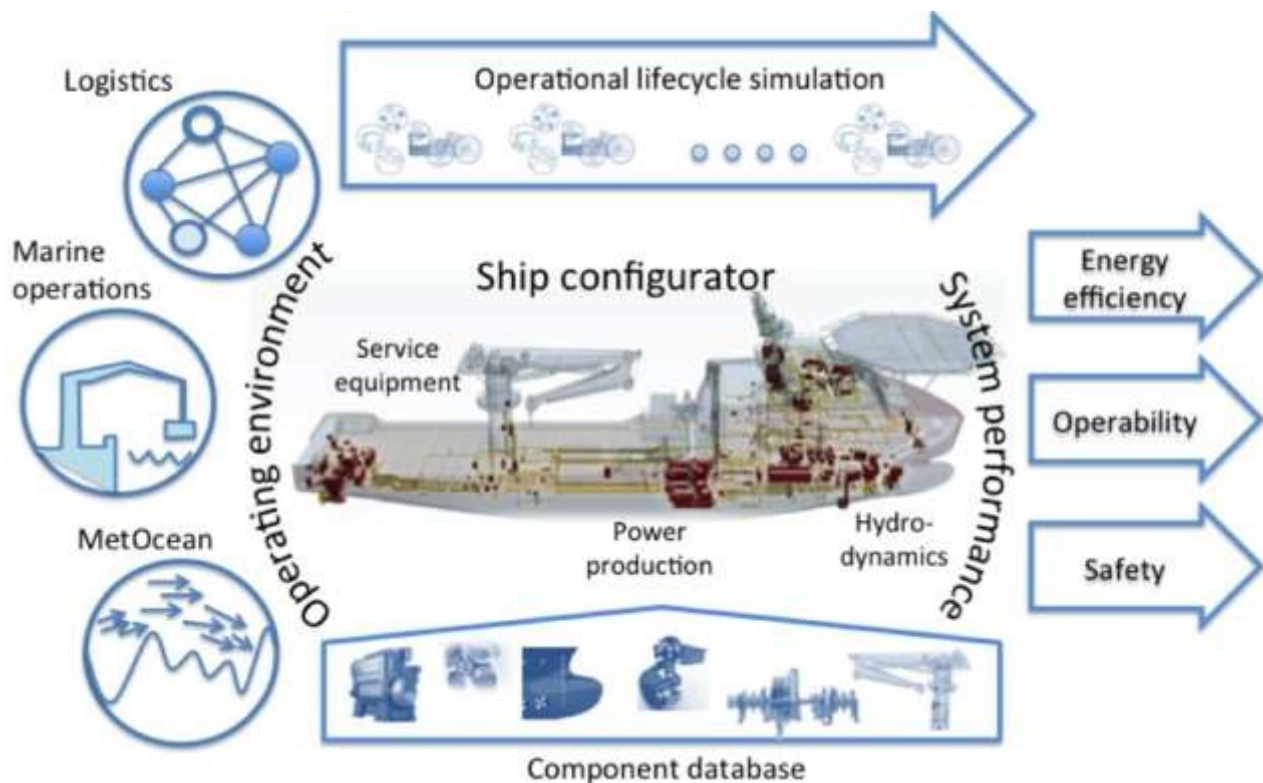 Logistics
Operational lifecycle simulation
Marine
operations
Ship configurator
Energy
efficiency
Service
equipment
Operating environment
System performance
Operability
MetOcean
Power
production
Hydro-
dynamics
Safety
Component database